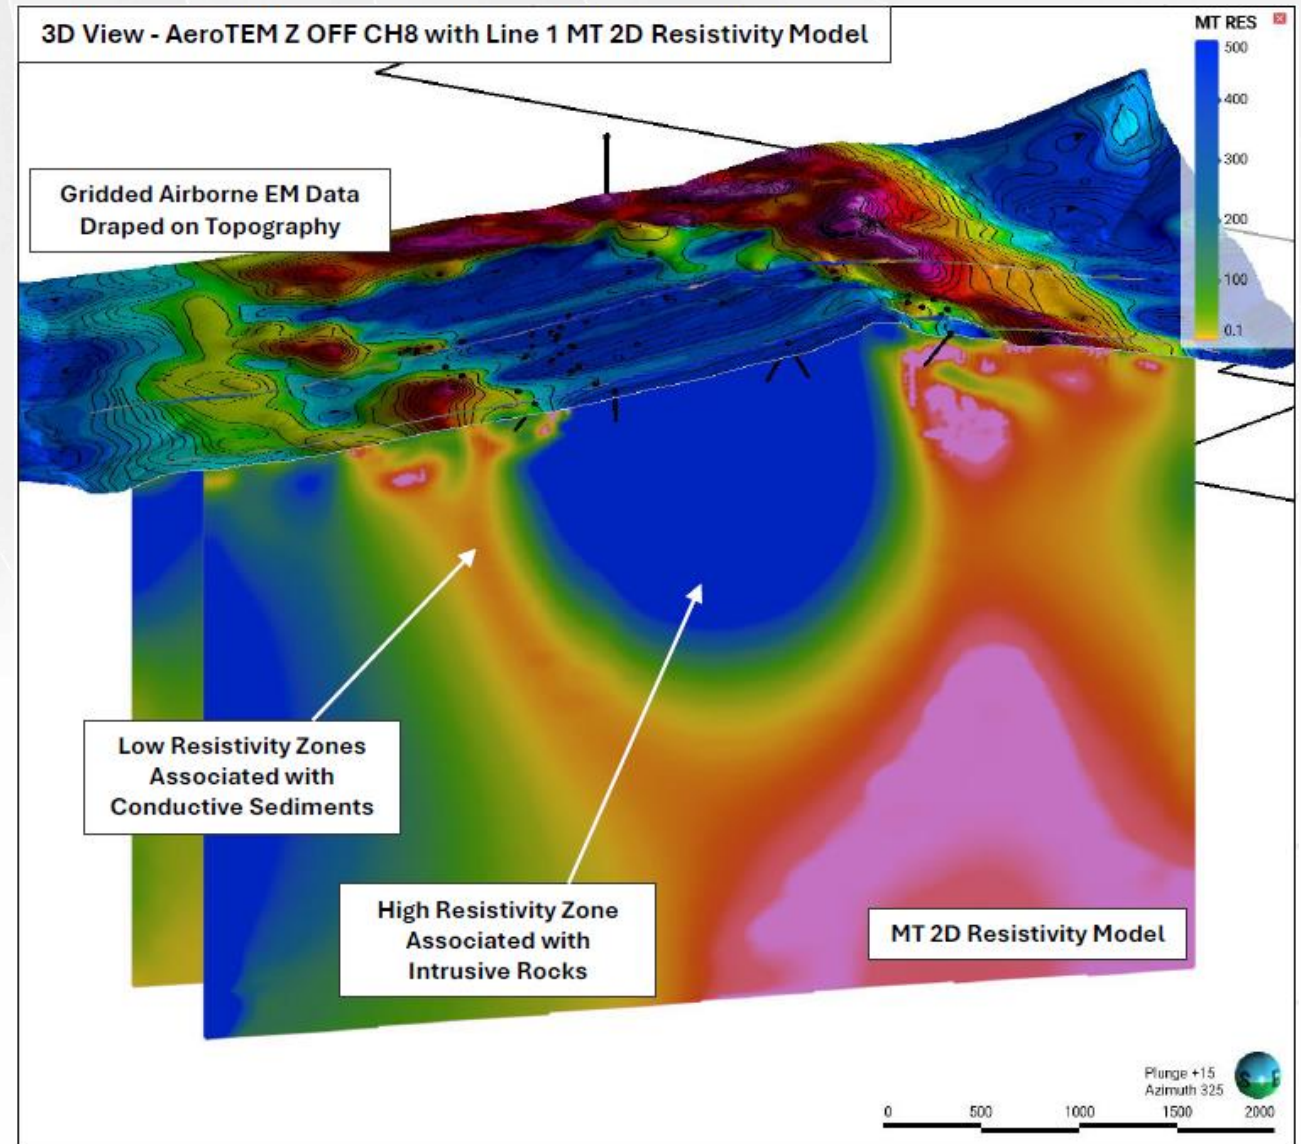 3D View - AeroTEM Z OFF CH8 with Line 1 MT 2D Resistivity Model
MT RES
500
400
300
200
100
0.1
Gridded Airborne EM Data
Draped on Topography
Low Resistivity Zones
Associated with
Conductive Sediments
High Resistivity Zone
Associated with
Intrusive Rocks
MT 2D Resistivity Model
Plunge +15
Azimuth 325
S
E
0
500
1000
1500
2000